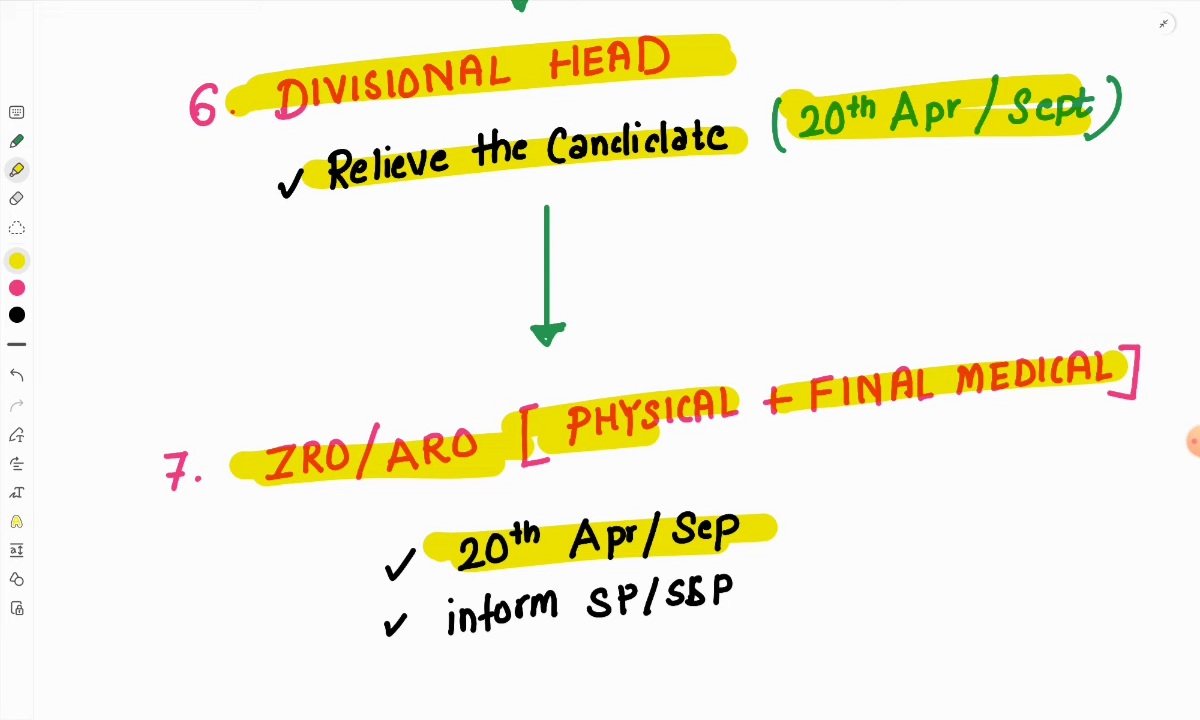 6. DIVISIONAL HEAD
✓ Relieve the Candidate (20th Apr / Sept)
7. ZRO/ARO [PHYSICAL + FINAL MEDICAL]
✓ 20th Apr/Sep
✓ inform SP/SSP